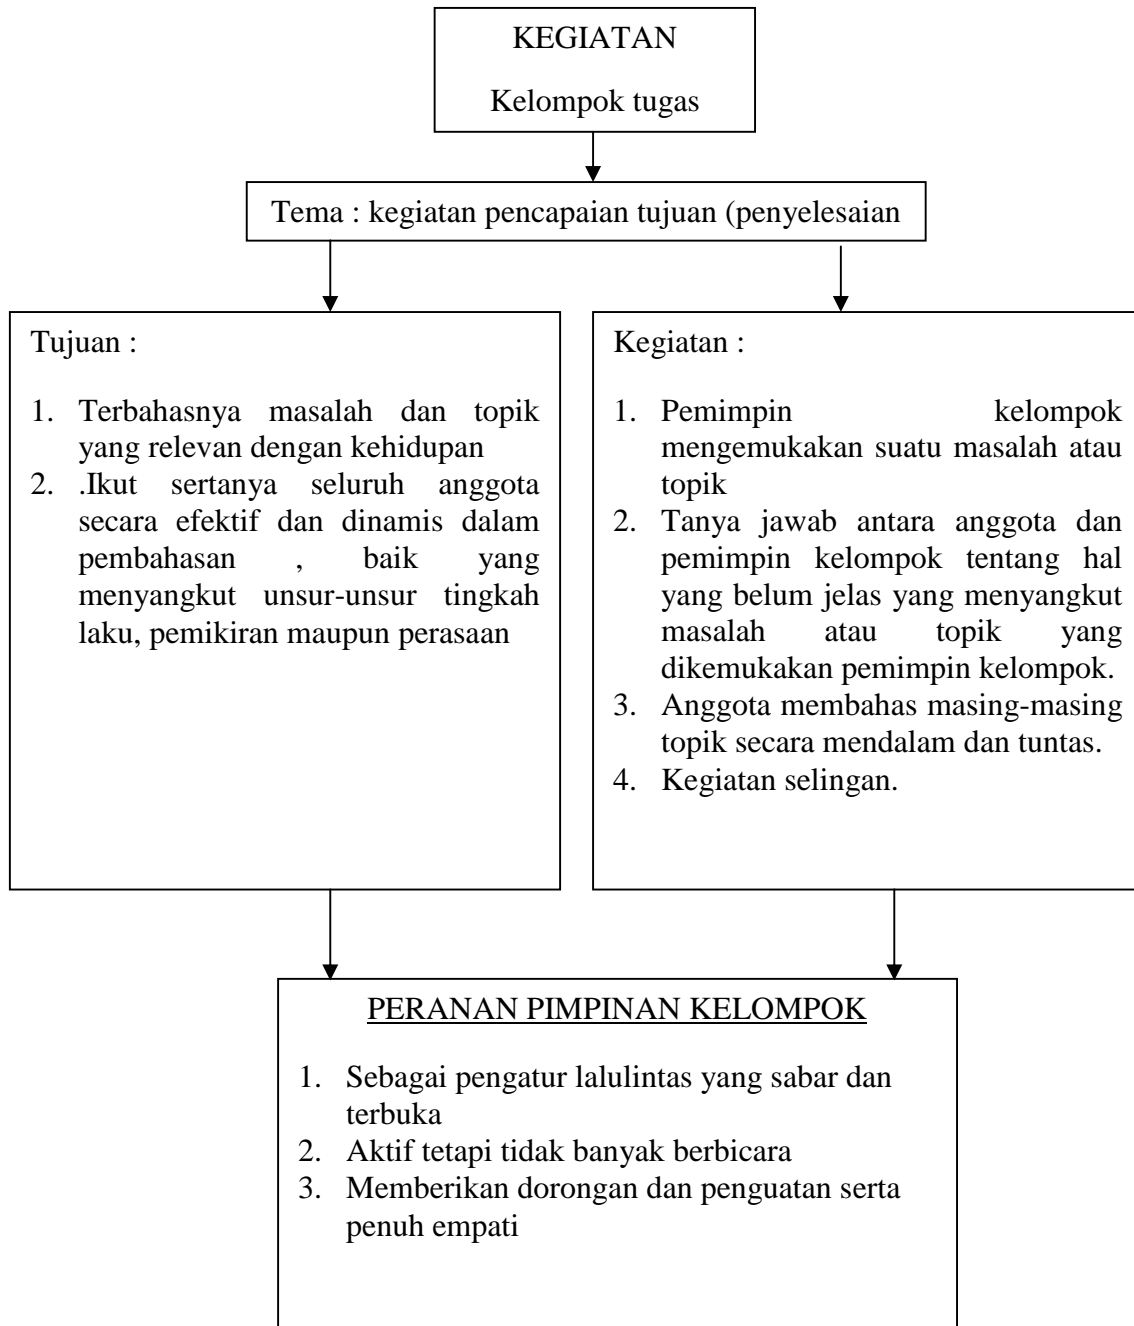 KEGIATAN
Kelompok tugas
Tema : kegiatan pencapaian tujuan (penyelesaian
Tujuan :
1. Terbahasnya masalah dan topik
yang relevan dengan kehidupan
2. .Ikut sertanya seluruh anggota
secara efektif dan dinamis dalam
pembahasan , baik yang
menyangkut unsur-unsur tingkah
laku, pemikiran maupun perasaan
Kegiatan :
1. Pemimpin kelompok
mengemukakan suatu masalah atau
topik
2. Tanya jawab antara anggota dan
pemimpin kelompok tentang hal
yang belum jelas yang menyangkut
masalah atau topik yang
dikemukakan pemimpin kelompok.
3. Anggota membahas masing-masing
topik secara mendalam dan tuntas.
4. Kegiatan selingan.
PERANAN PIMPINAN KELOMPOK
1. Sebagai pengatur lalulintas yang sabar dan
terbuka
2. Aktif tetapi tidak banyak berbicara
3. Memberikan dorongan dan penguatan serta
penuh empati